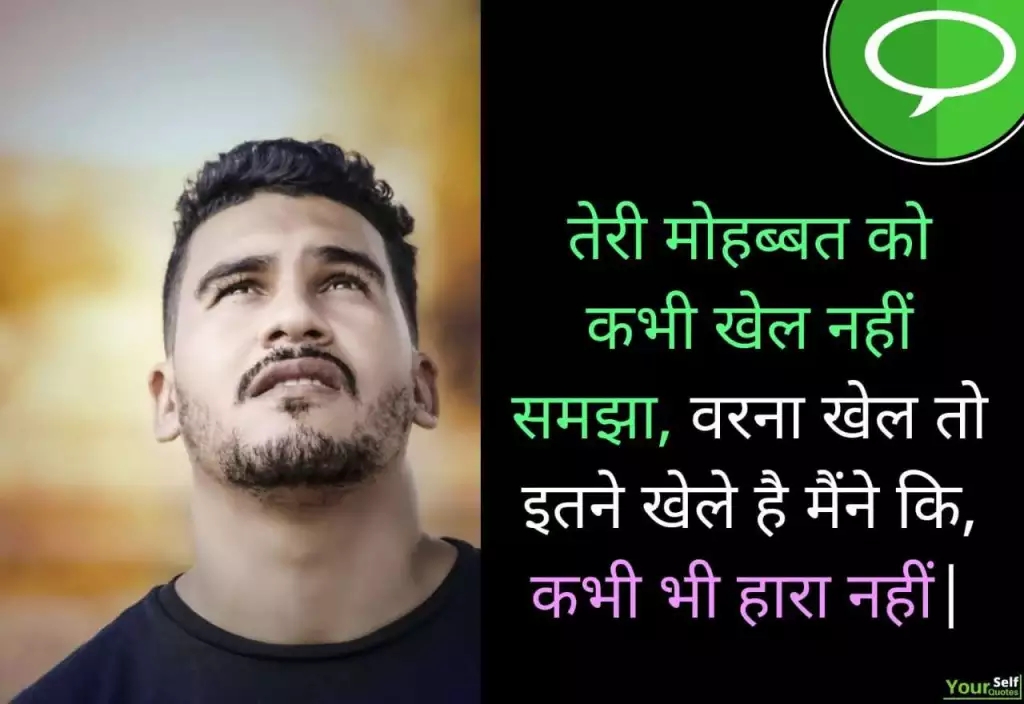 तेरी मोहब्बत को
कभी खेल नहीं
समझा, वरना खेल तो
इतने खेले है मैंने कि,
कभी भी हारा नहीं|
YourSelf
Quotes